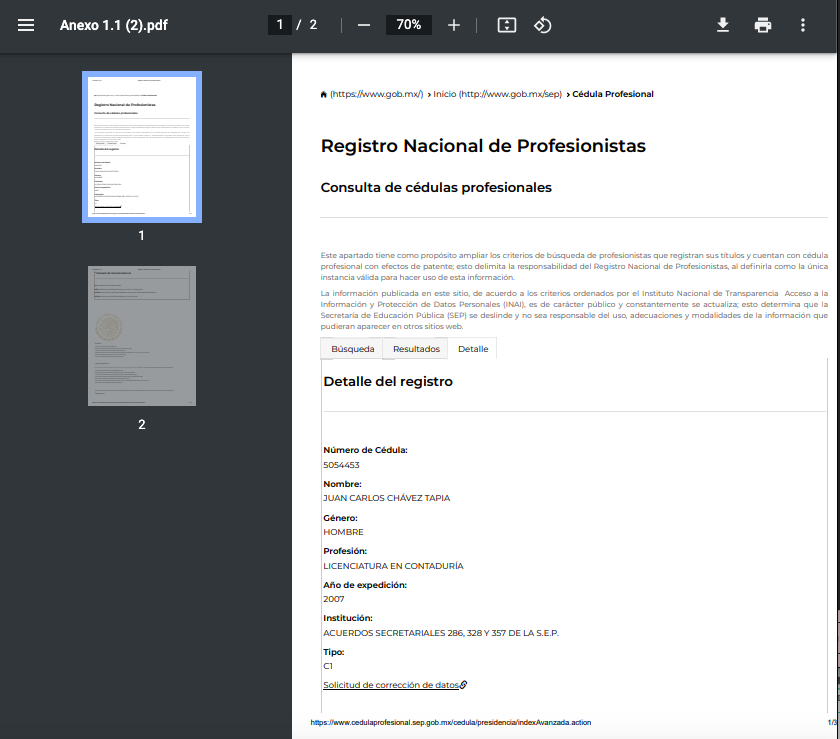 Anexo 1.1 (2).pdf
1 / 2
70%
1
2
(https://www.gob.mx/) › Inicio (http://www.gob.mx/sep) › Cédula Profesional
Registro Nacional de Profesionistas
Consulta de cédulas profesionales
Este apartado tiene como propósito ampliar los criterios de búsqueda de profesionistas que registran sus títulos y cuentan con cédula
profesional con efectos de patente; esto delimita la responsabilidad del Registro Nacional de Profesionistas, al definirla como la única
instancia válida para hacer uso de esta información.
La información publicada en este sitio, de acuerdo a los criterios ordenados por el Instituto Nacional de Transparencia Acceso a la
Información y Protección de Datos Personales (INAI), es de carácter público y constantemente se actualiza; esto determina que la
Secretaría de Educación Pública (SEP) se deslinde y no sea responsable del uso, adecuaciones y modalidades de la información que
pudieran aparecer en otros sitios web.
Búsqueda Resultados Detalle
Detalle del registro
Número de Cédula:
5054453
Nombre:
JUAN CARLOS CHÁVEZ TAPIA
Género:
HOMBRE
Profesión:
LICENCIATURA EN CONTADURÍA
Año de expedición:
2007
Institución:
ACUERDOS SECRETARIALES 286, 328 Y 357 DE LA S.E.P.
Tipo:
C1
Solicitud de corrección de datos
https://www.cedulaprofesional.sep.gob.mx/cedula/presidencia/indexAvanzada.action
1/3